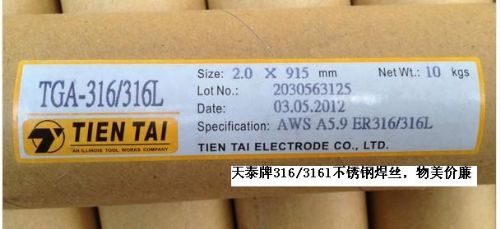 TGA-316/316L
TIEN TAI
AN ILLINOIS TOOL WORKS COMPANY
Size: 2.0 X 915 mm Net Wt.: 10 kgs
Lot No.: 2030563125
Date: 03.05.2012
Specification: AWS A5.9 ER316/316L
TIEN TAI ELECTRODE CO., LTD.
天泰牌316/316l不锈钢焊丝，物美价廉